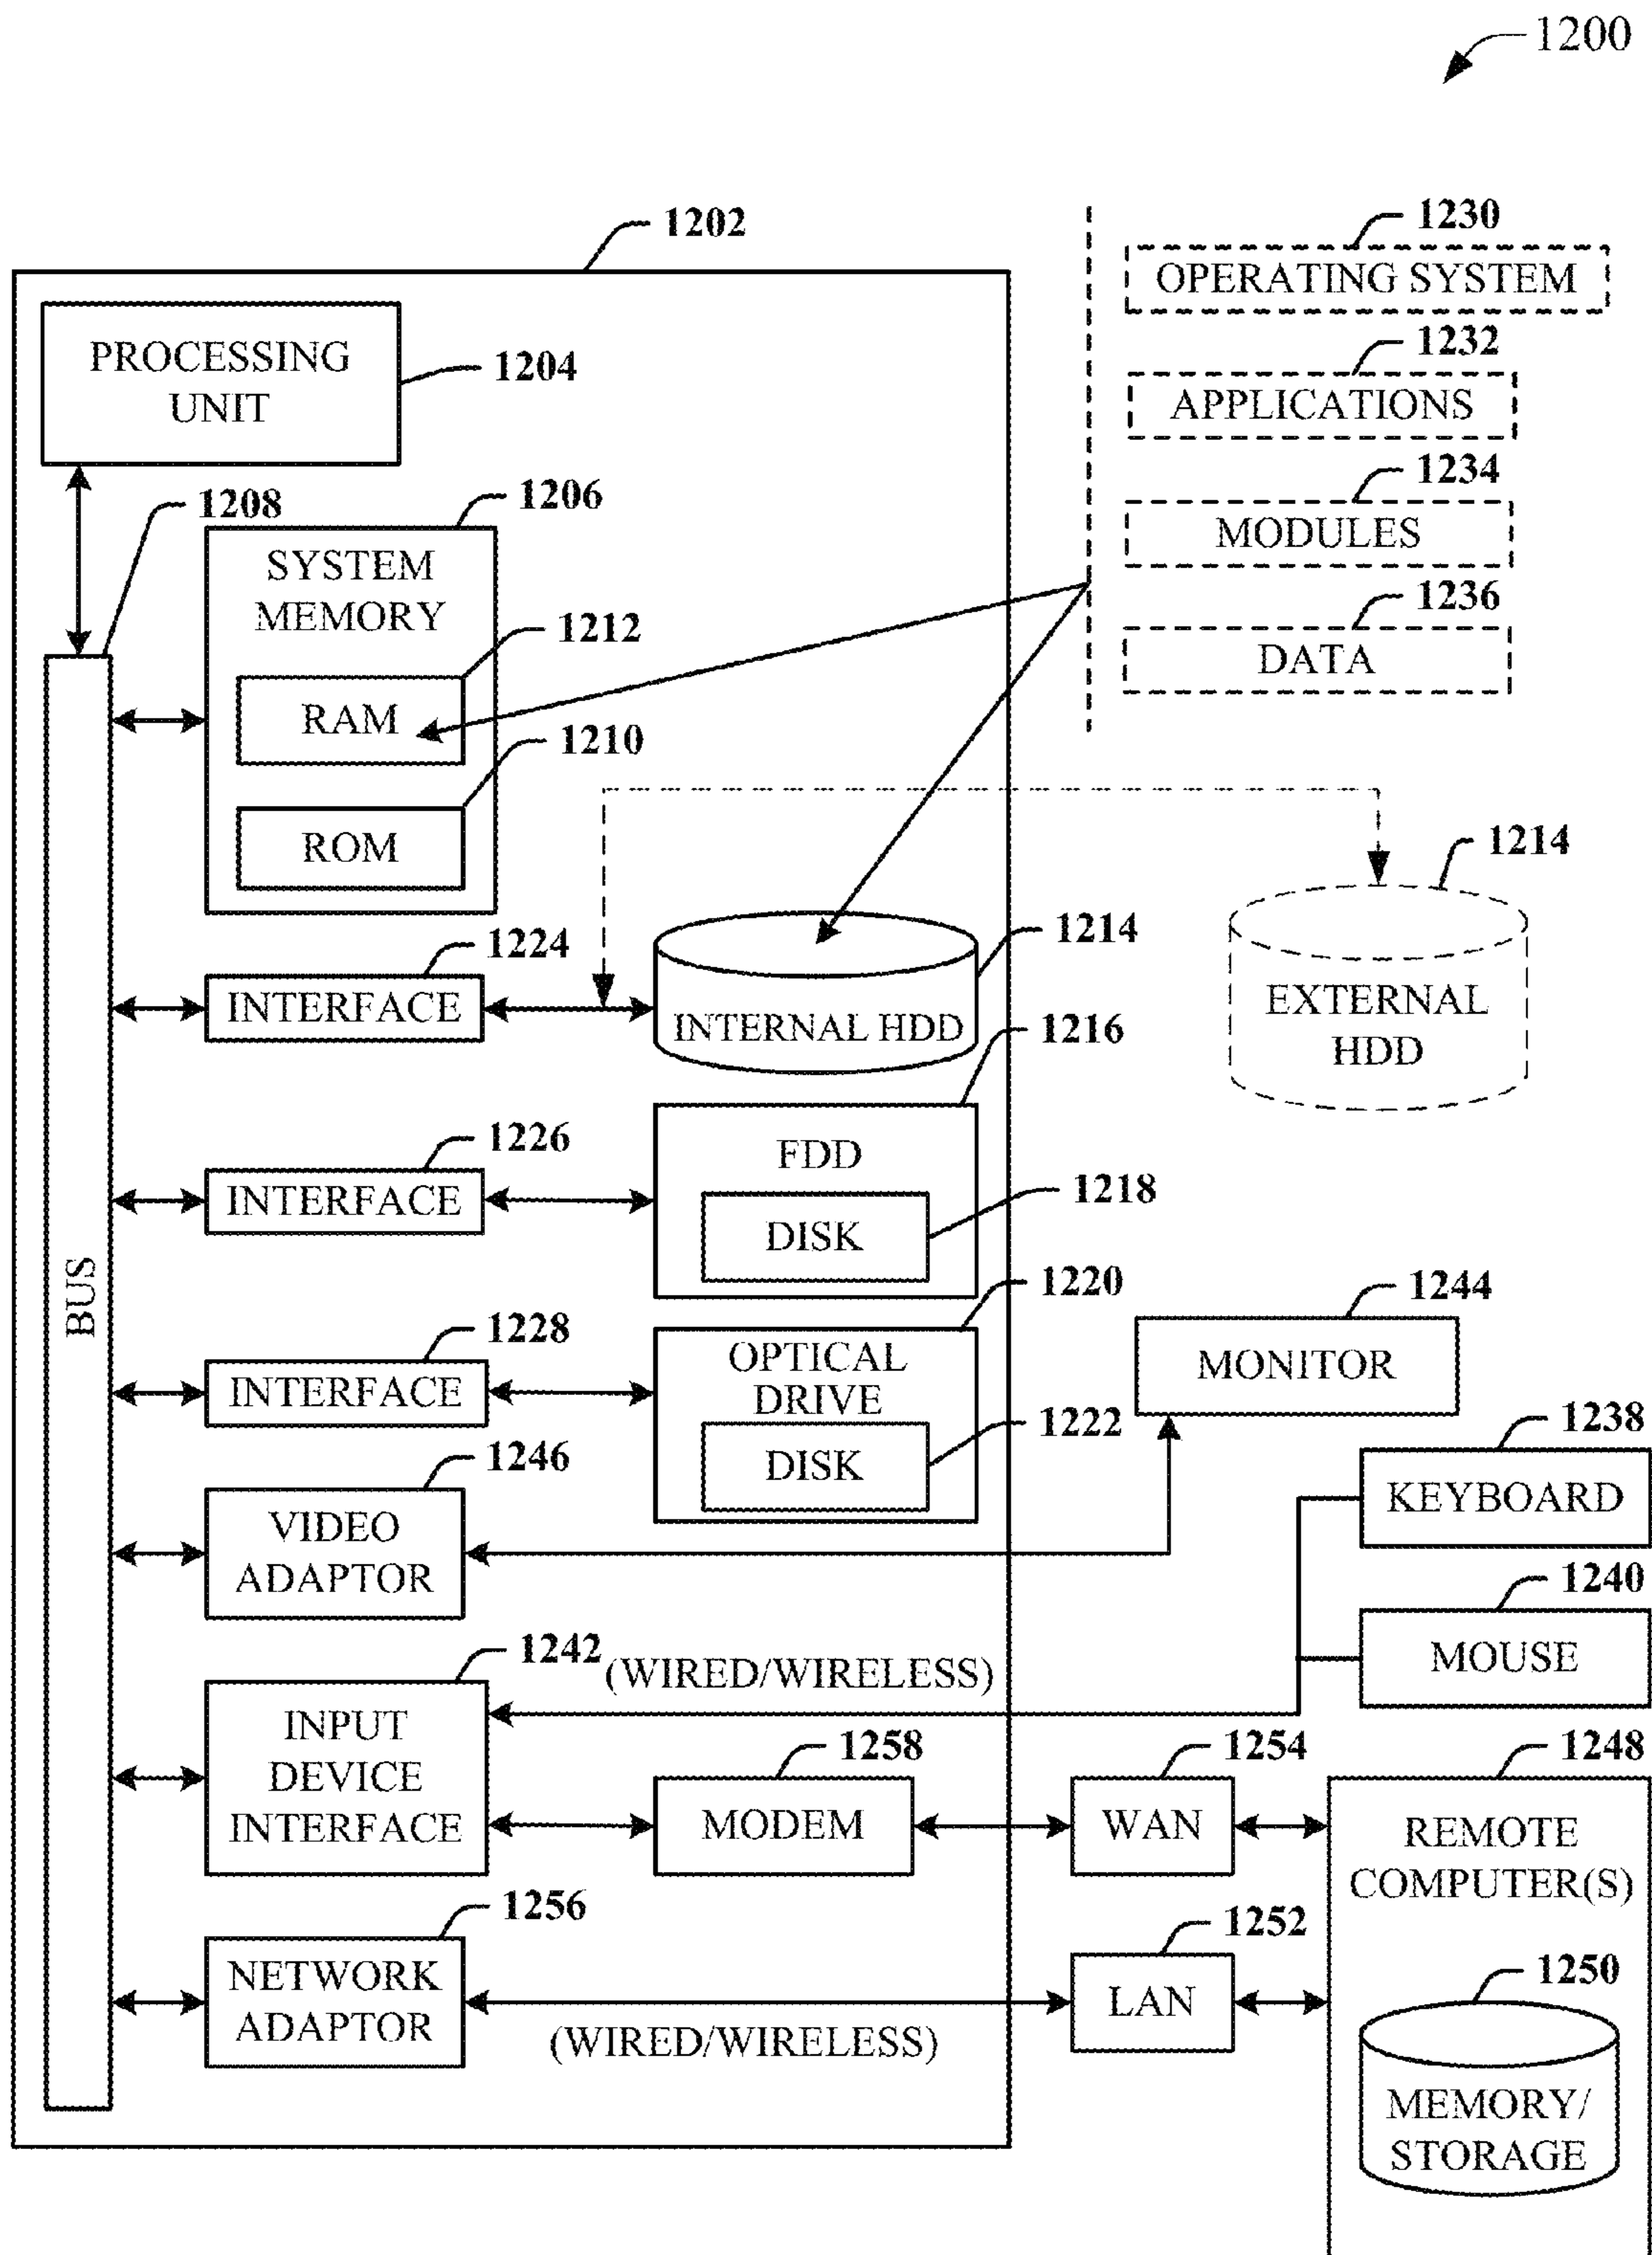 1200
1202
1230
OPERATING SYSTEM
PROCESSING
UNIT
1204
1232
APPLICATIONS
1208
1206
1234
MODULES
SYSTEM
MEMORY
1212
1236
DATA
RAM
1210
ROM
1214
1224
1214
INTERFACE
INTERNAL HDD
EXTERNAL
HDD
1216
1226
INTERFACE
FDD
1218
DISK
BUS
1220
1244
MONITOR
1228
INTERFACE
OPTICAL
DRIVE
1222
DISK
1238
KEYBOARD
1246
VIDEO
ADAPTOR
1240
MOUSE
1242
(WIRED/WIRELESS)
INPUT
DEVICE
INTERFACE
1258
MODEM
1254
WAN
1248
REMOTE
COMPUTER(S)
1256
NETWORK
ADAPTOR
(WIRED/WIRELESS)
1252
LAN
1250
MEMORY/
STORAGE